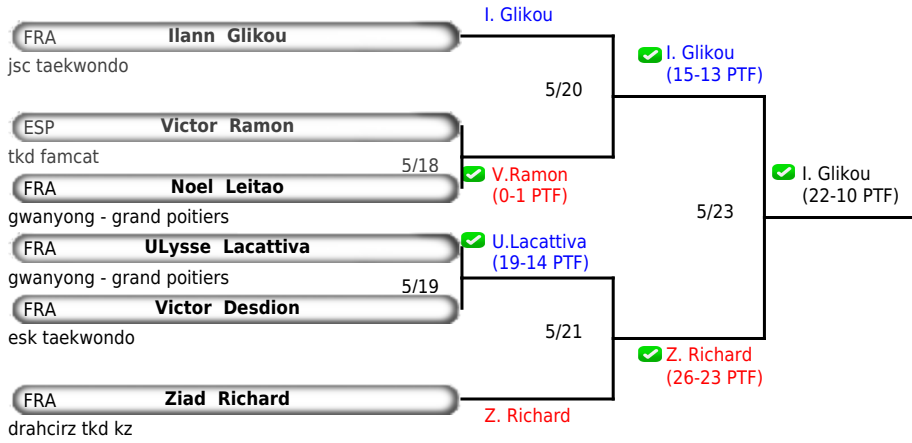 I. Glikou
FRA Ilann Glikou
jsc taekwondo
I. Glikou
(15-13 PTF)
5/20
ESP Victor Ramon
tkd famcat
5/18
V.Ramon
(0-1 PTF)
FRA Noel Leitao
gwanyong - grand poitiers
I. Glikou
(22-10 PTF)
5/23
FRA ULysse Lacattiva
gwanyong - grand poitiers
U.Lacattiva
(19-14 PTF)
5/19
FRA Victor Desdion
esk taekwondo
5/21
Z. Richard
(26-23 PTF)
FRA Ziad Richard
drahcirz tkd kz
Z. Richard